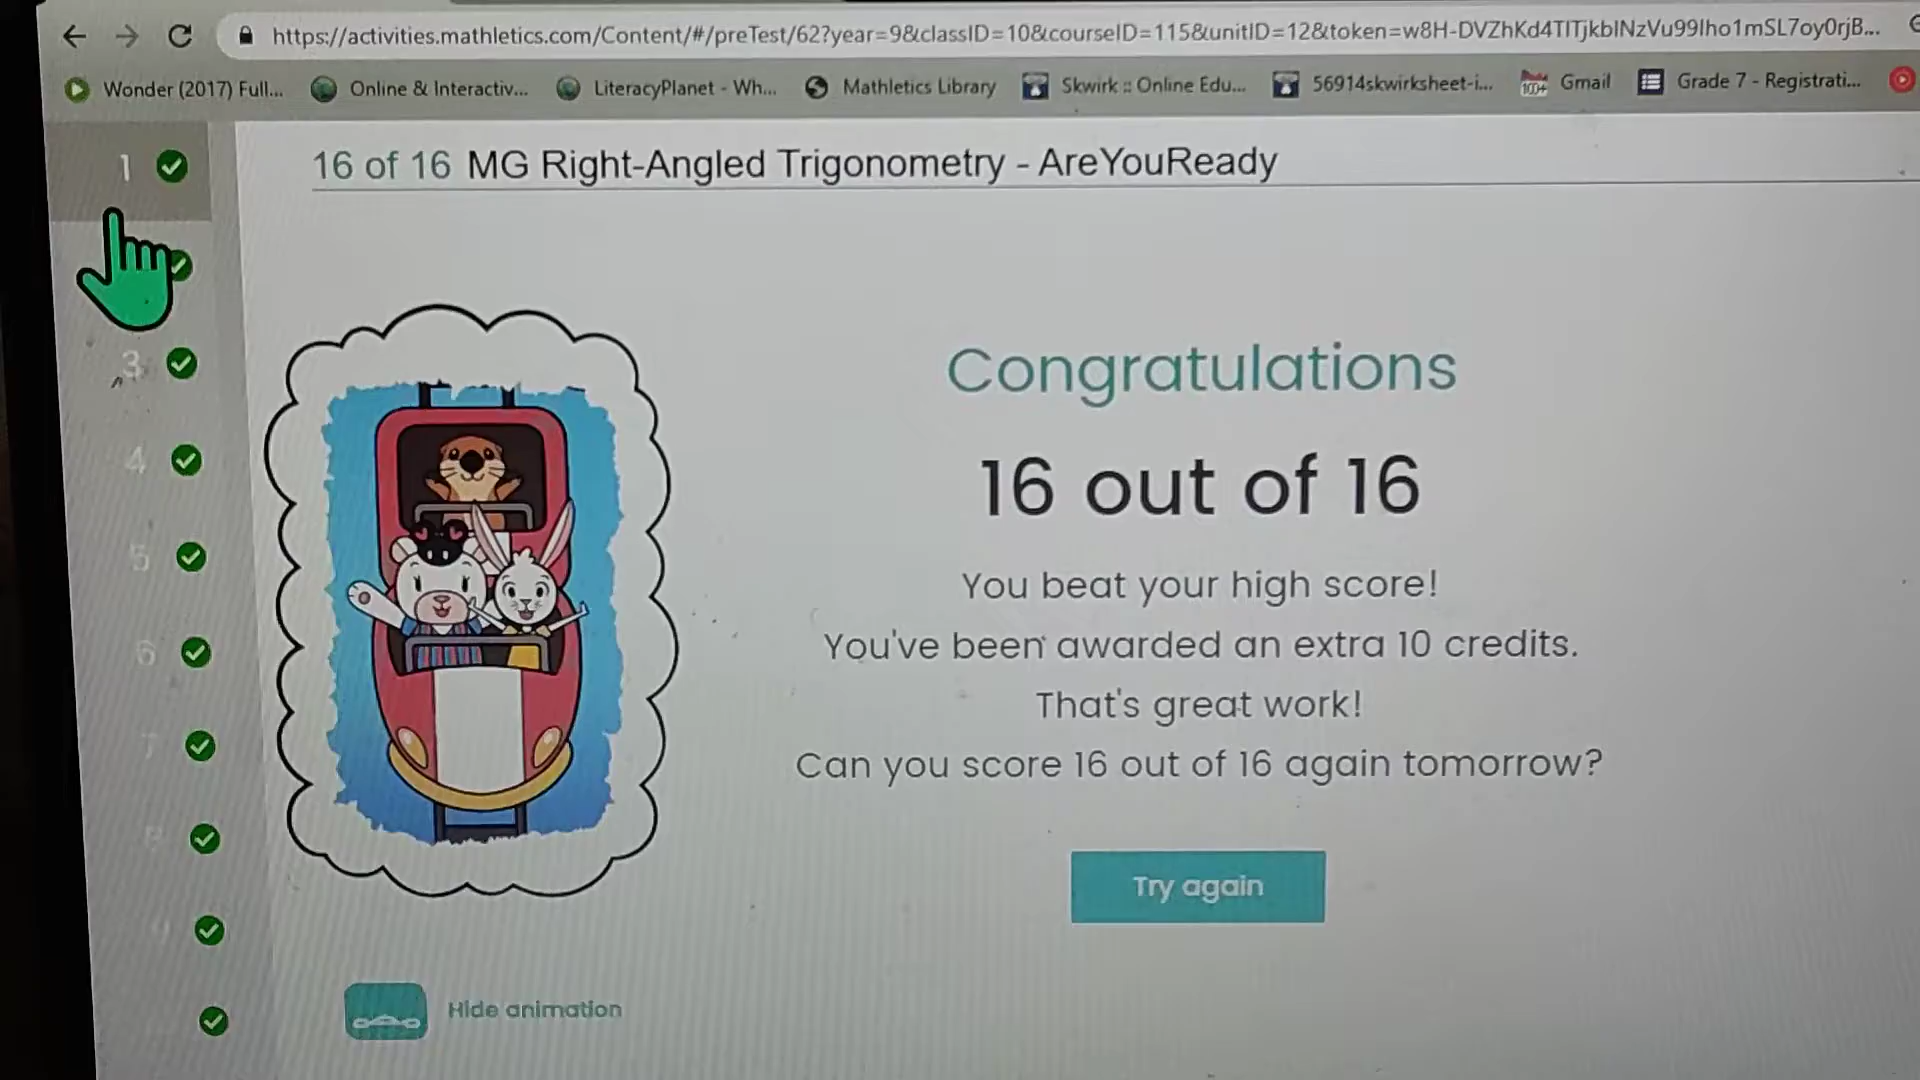 https://activities.mathletics.com/Content/#/preTest/62?year=9&classID=10&courseID=115&unitID=12&token=w8H-DVZhKd4TITjkbINzVu99Iho1mSL7oy0rjB...
Wonder (2017) Full... Online & Interactiv... LiteracyPlanet - Wh... Mathletics Library Skwirk :: Online Edu... 56914skwirksheet-i... 100+ Gmail Grade 7 - Registrati...
1
16 of 16 MG Right-Angled Trigonometry - AreYouReady
3
4
5
6
7
8
9
Congratulations
16 out of 16
You beat your high score!
You've been awarded an extra 10 credits.
That's great work!
Can you score 16 out of 16 again tomorrow?
Try again
Hide animation